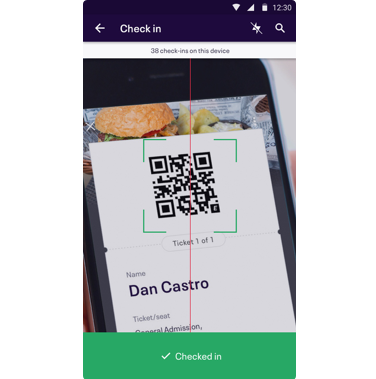 12:30
Check in
38 check-ins on this device
Ticket 1 of 1
Name
Dan Castro
Ticket/seat
General Admission,
Checked in